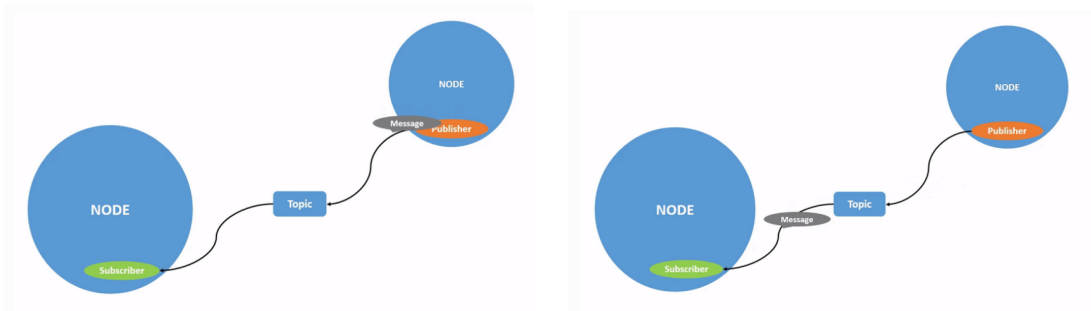 NODE
Message
Publisher
Topic
NODE
Subscriber
NODE
Publisher
Topic
Message
NODE
Subscriber